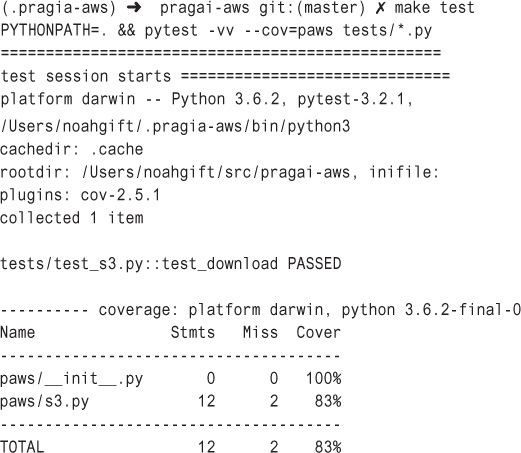 (.pragia-aws) ➜  pragai-aws git:(master) ✗ make test
PYTHONPATH=. && pytest -vv --cov=paws tests/*.py
===============================================
test session starts =============================
platform darwin -- Python 3.6.2, pytest-3.2.1,
/Users/noahgift/.pragia-aws/bin/python3
cachedir: .cache
rootdir: /Users/noahgift/src/pragai-aws, inifile:
plugins: cov-2.5.1
collected 1 item

tests/test_s3.py::test_download PASSED

---------- coverage: platform darwin, python 3.6.2-final-0
Name               Stmts   Miss  Cover
--------------------------------------
paws/__init__.py       0      0   100%
paws/s3.py            12      2    83%
--------------------------------------
TOTAL                 12      2    83%